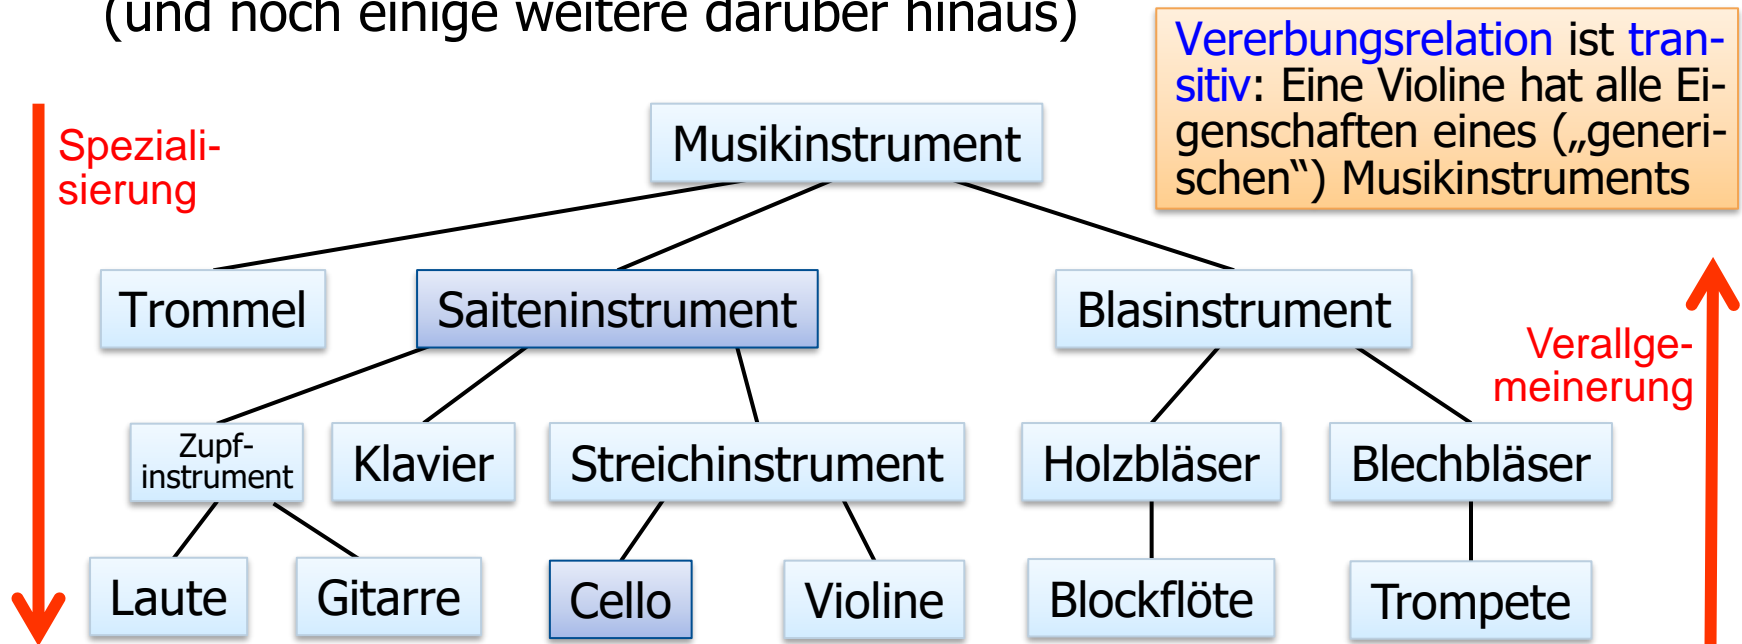 (und noch einige weitere darüber hinaus)
Vererbungsrelation ist tran-
sitiv: Eine Violine hat alle Ei-
genschaften eines („generi-
schen“) Musikinstruments
Speziali-
sierung
Musikinstrument
Trommel
Saiteninstrument
Blasinstrument
Verallge-
meinerung
Zupf-
instrument
Klavier
Streichinstrument
Holzbläser
Blechbläser
Laute
Gitarre
Cello
Violine
Blockflöte
Trompete